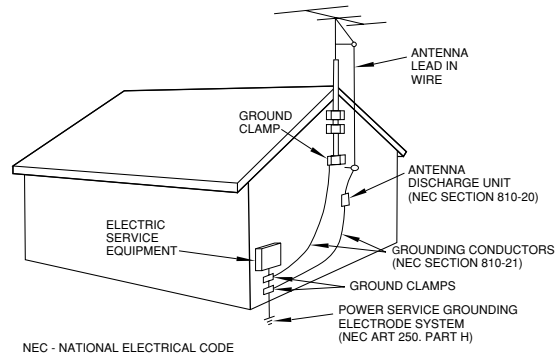 ANTENNA
LEAD IN
WIRE
GROUND
CLAMP
ANTENNA
DISCHARGE UNIT
(NEC SECTION 810-20)
ELECTRIC
SERVICE
EQUIPMENT
GROUNDING CONDUCTORS
(NEC SECTION 810-21)
GROUND CLAMPS
POWER SERVICE GROUNDING
ELECTRODE SYSTEM
(NEC ART 250. PART H)
NEC - NATIONAL ELECTRICAL CODE